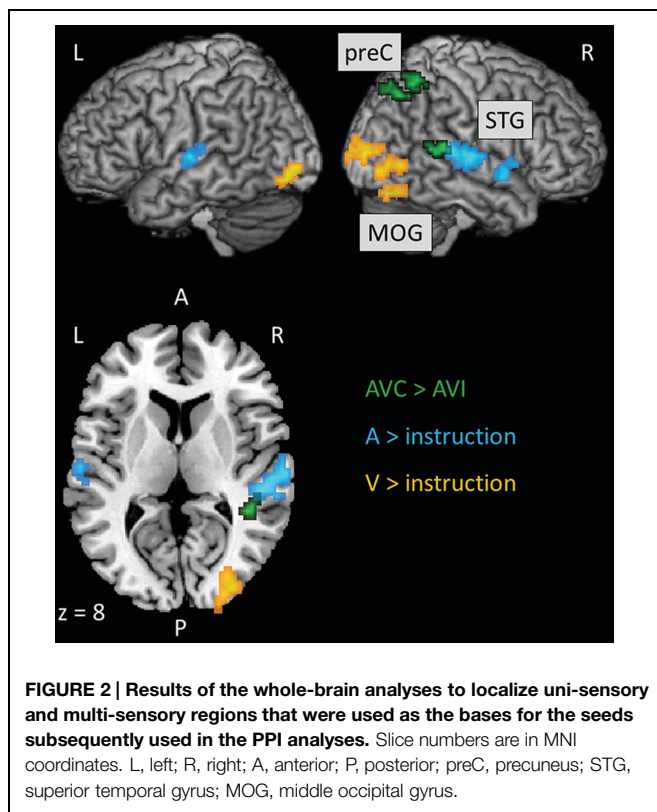 L
preC
R
STG
MOG
A
L
R
AVC > AVI
A > instruction
V > instruction
z = 8
P
FIGURE 2 | Results of the whole-brain analyses to localize uni-sensory
and multi-sensory regions that were used as the bases for the seeds
subsequently used in the PPI analyses. Slice numbers are in MNI
coordinates. L, left; R, right; A, anterior; P, posterior; preC, precuneus; STG,
superior temporal gyrus; MOG, middle occipital gyrus.